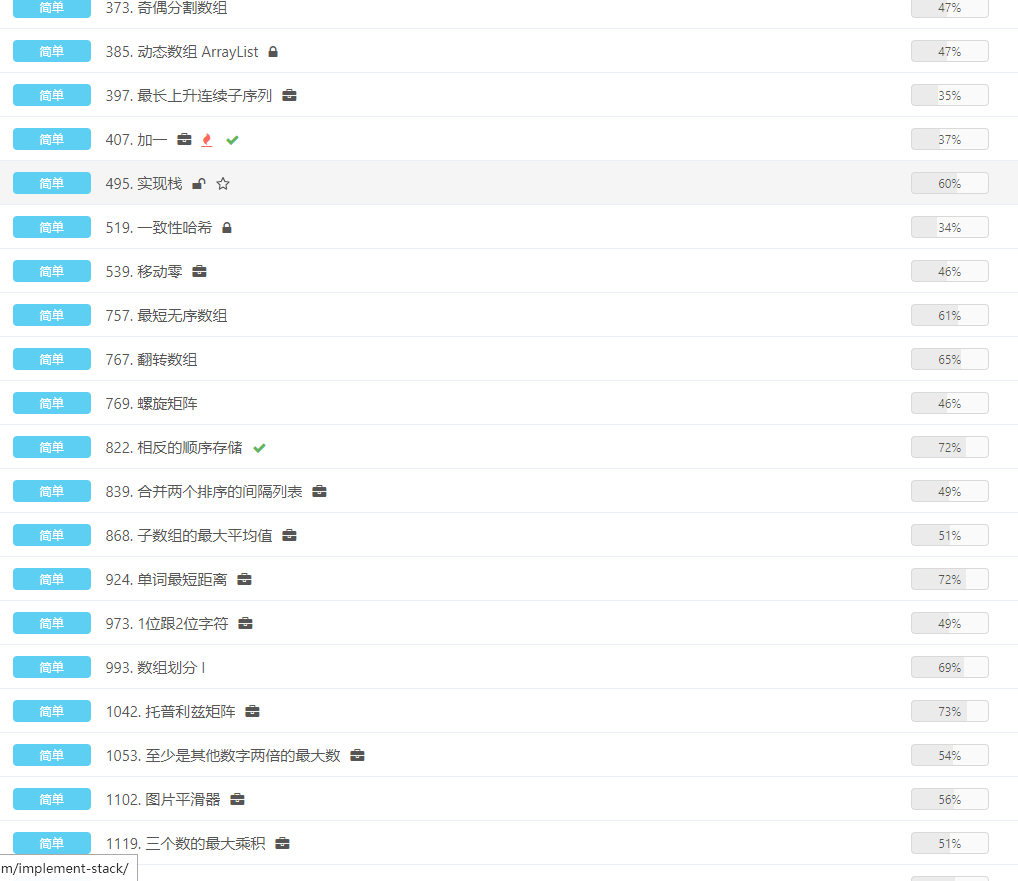 简单 373. 奇偶分割数组 47%
简单 385. 动态数组 ArrayList 47%
简单 397. 最长上升连续子序列 35%
简单 407. 加一 37%
简单 495. 实现栈 60%
简单 519. 一致性哈希 34%
简单 539. 移动零 46%
简单 757. 最短无序数组 61%
简单 767. 翻转数组 65%
简单 769. 螺旋矩阵 46%
简单 822. 相反的顺序存储 72%
简单 839. 合并两个排序的间隔列表 49%
简单 868. 子数组的最大平均值 51%
简单 924. 单词最短距离 72%
简单 973. 1位跟2位字符 49%
简单 993. 数组划分 I 69%
简单 1042. 托普利兹矩阵 73%
简单 1053. 至少是其他数字两倍的最大数 54%
简单 1102. 图片平滑器 56%
简单 1119. 三个数的最大乘积 51%
m/implement-stack/